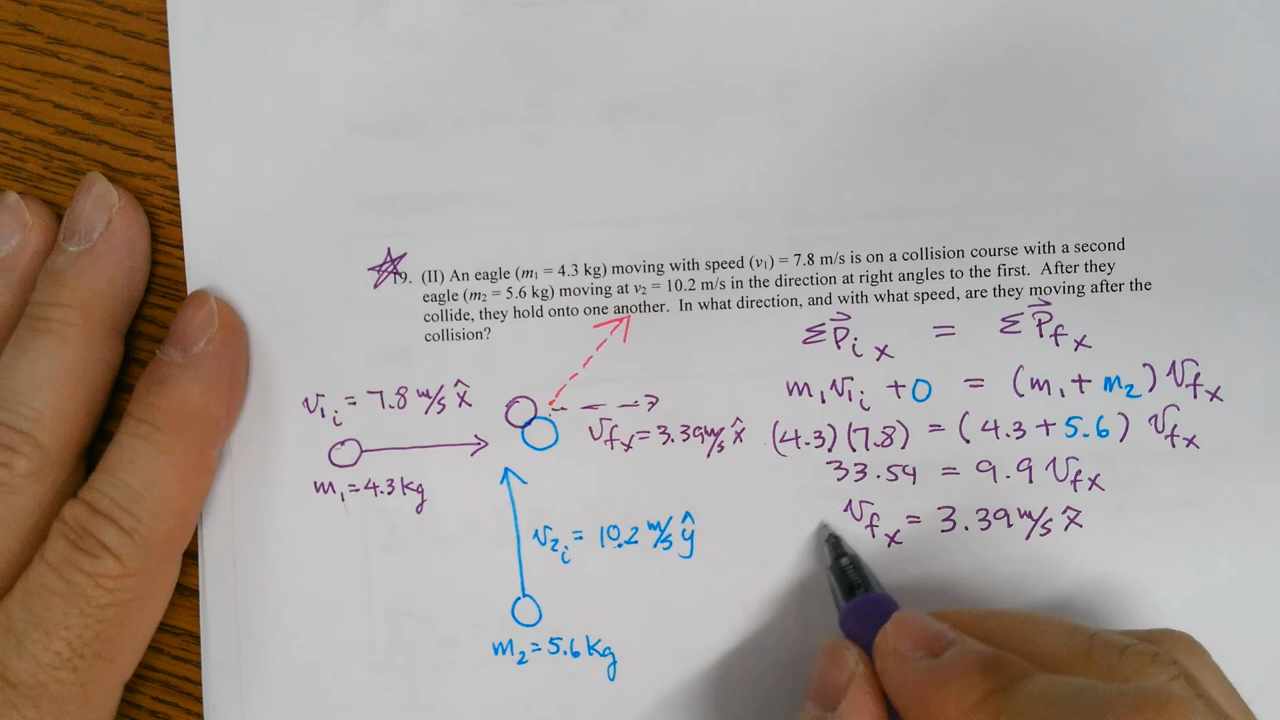 19. (II) An eagle (m₁ = 4.3 kg) moving with speed (v₁) = 7.8 m/s is on a collision course with a second
eagle (m₂ = 5.6 kg) moving at v₂ = 10.2 m/s in the direction at right angles to the first. After they
collide, they hold onto one another. In what direction, and with what speed, are they moving after the
collision?
ΣP⃗ᵢₓ = ΣP⃗fₓ
m₁v₁ᵢ + 0 = (m₁ + m₂) vfₓ
(4.3)(7.8) = (4.3 + 5.6) vfₓ
33.54 = 9.9 vfₓ
vfₓ = 3.39 m/s x̂
v₁ᵢ = 7.8 m/s x̂
m₁ = 4.3 kg
vfₓ = 3.39 m/s x̂
v₂ᵢ = 10.2 m/s ŷ
m₂ = 5.6 kg